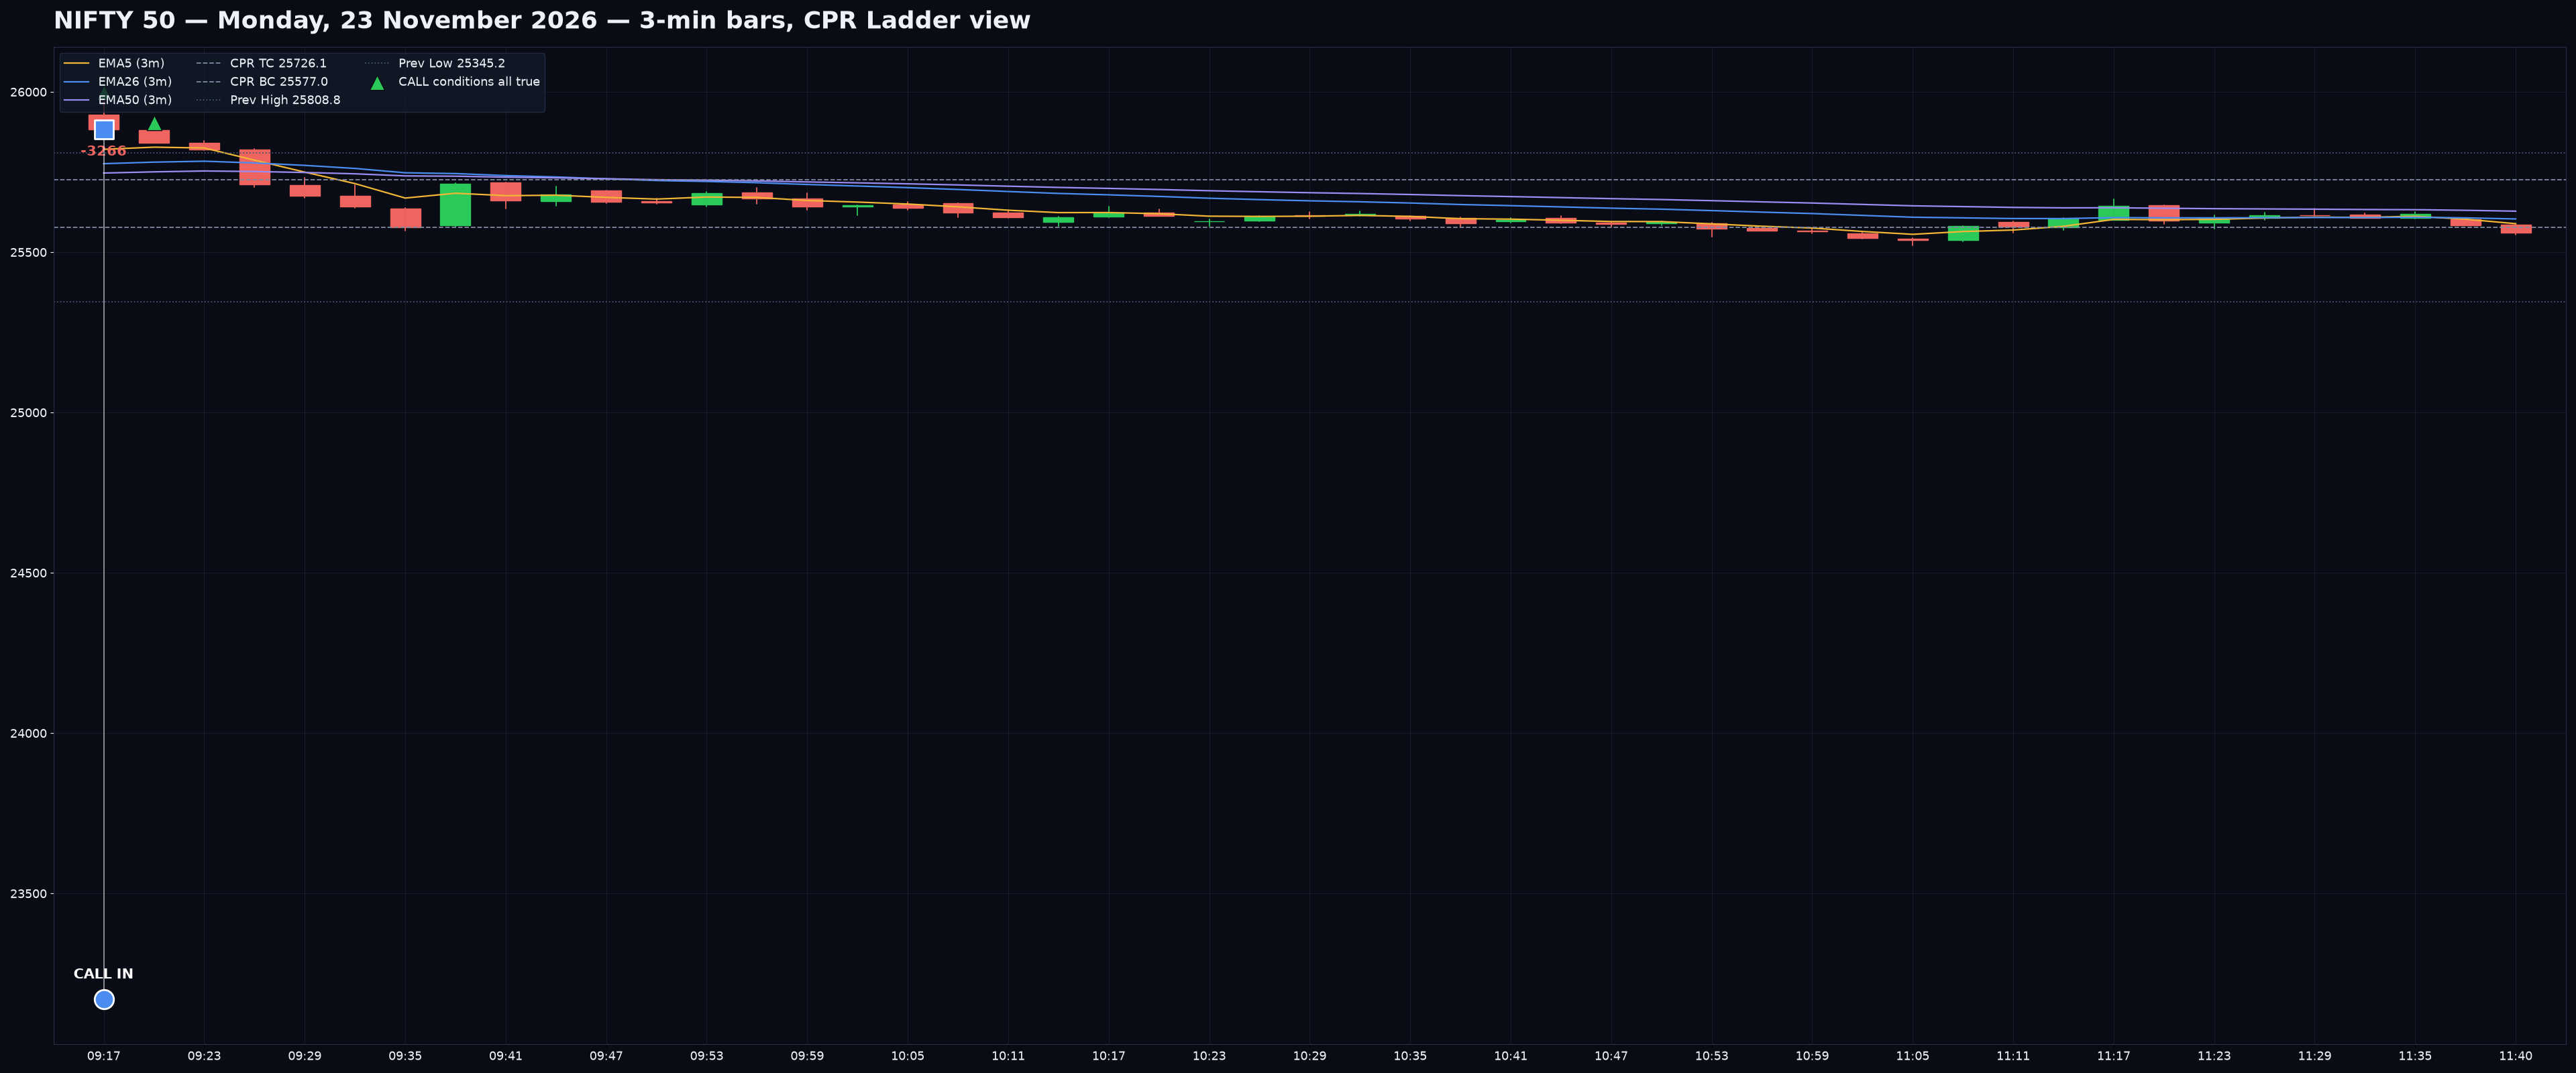 NIFTY 50 — Monday, 23 November 2026 — 3-min bars, CPR Ladder view
EMA5 (3m)
EMA26 (3m)
EMA50 (3m)
CPR TC 25726.1
CPR BC 25577.0
Prev High 25808.8
Prev Low 25345.2
CALL conditions all true
26000
25500
25000
24500
24000
23500
-3266
CALL IN
09:17 09:23 09:29 09:35 09:41 09:47 09:53 09:59 10:05 10:11 10:17 10:23 10:29 10:35 10:41 10:47 10:53 10:59 11:05 11:11 11:17 11:23 11:29 11:35 11:40